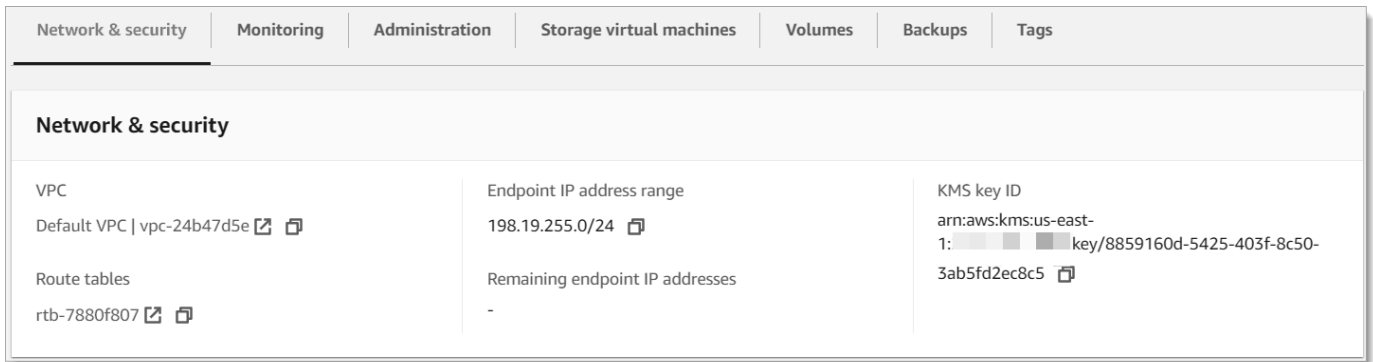 Network & security Monitoring Administration Storage virtual machines Volumes Backups Tags
Network & security
VPC
Default VPC | vpc-24b47d5e
Route tables
rtb-7880f807
Endpoint IP address range
198.19.255.0/24
Remaining endpoint IP addresses
-
KMS key ID
arn:aws:kms:us-east-
1: key/8859160d-5425-403f-8c50-
3ab5fd2ec8c5